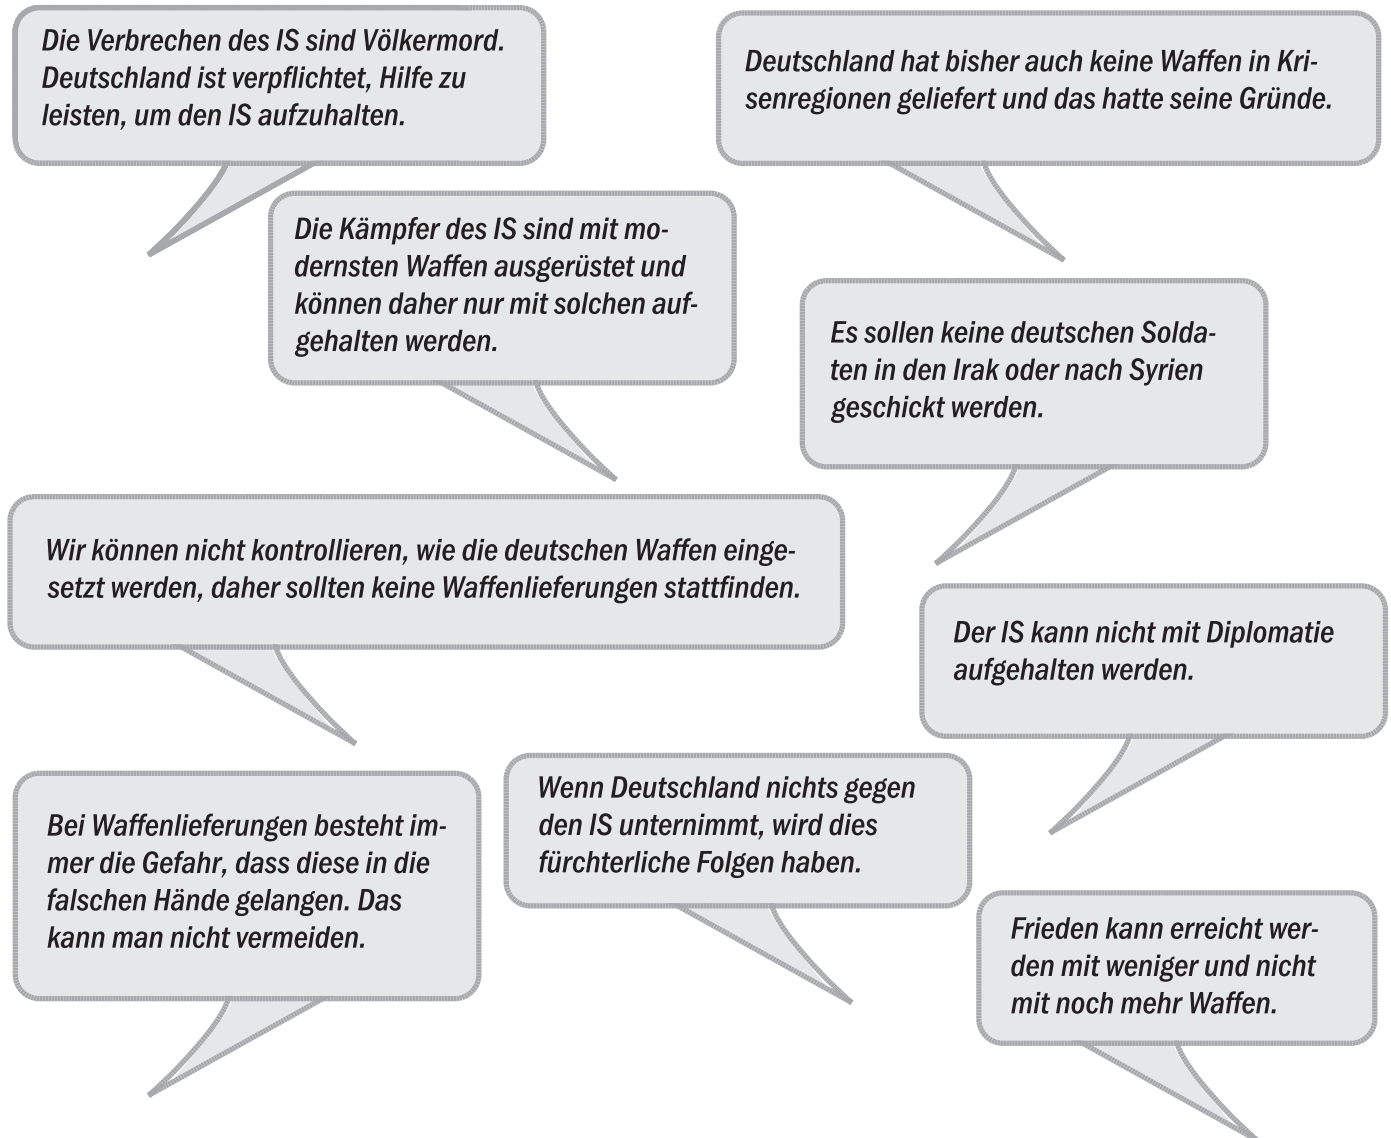 Die Verbrechen des IS sind Völkermord.
Deutschland ist verpflichtet, Hilfe zu
leisten, um den IS aufzuhalten.
Deutschland hat bisher auch keine Waffen in Kri-
senregionen geliefert und das hatte seine Gründe.
Die Kämpfer des IS sind mit mo-
dernsten Waffen ausgerüstet und
können daher nur mit solchen auf-
gehalten werden.
Es sollen keine deutschen Solda-
ten in den Irak oder nach Syrien
geschickt werden.
Wir können nicht kontrollieren, wie die deutschen Waffen einge-
setzt werden, daher sollten keine Waffenlieferungen stattfinden.
Der IS kann nicht mit Diplomatie
aufgehalten werden.
Bei Waffenlieferungen besteht im-
mer die Gefahr, dass diese in die
falschen Hände gelangen. Das
kann man nicht vermeiden.
Wenn Deutschland nichts gegen
den IS unternimmt, wird dies
fürchterliche Folgen haben.
Frieden kann erreicht wer-
den mit weniger und nicht
mit noch mehr Waffen.